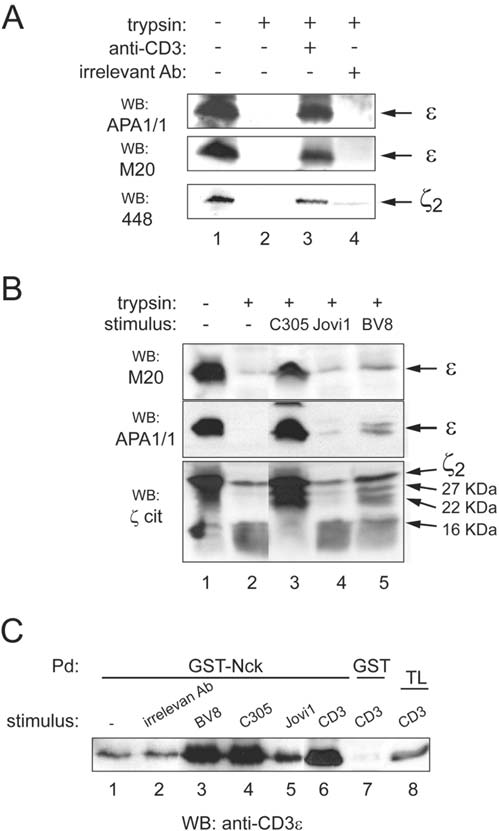 A
trypsin: - + + +
anti-CD3: - - + -
irrelevant Ab: - - - +
WB: APA1/1 ε
WB: M20 ε
WB: 448 ζ2
1 2 3 4
B
trypsin: - + + + +
stimulus: - - C305 Jovi1 BV8
WB: M20 ε
WB: APA1/1 ε
ζ2
WB: ζ cit
27 KDa
22 KDa
16 KDa
1 2 3 4 5
C
Pd: GST-Nck GST TL
stimulus: - irrelevan Ab BV8 C305 Jovi1 CD3 CD3 CD3
1 2 3 4 5 6 7 8
WB: anti-CD3ε